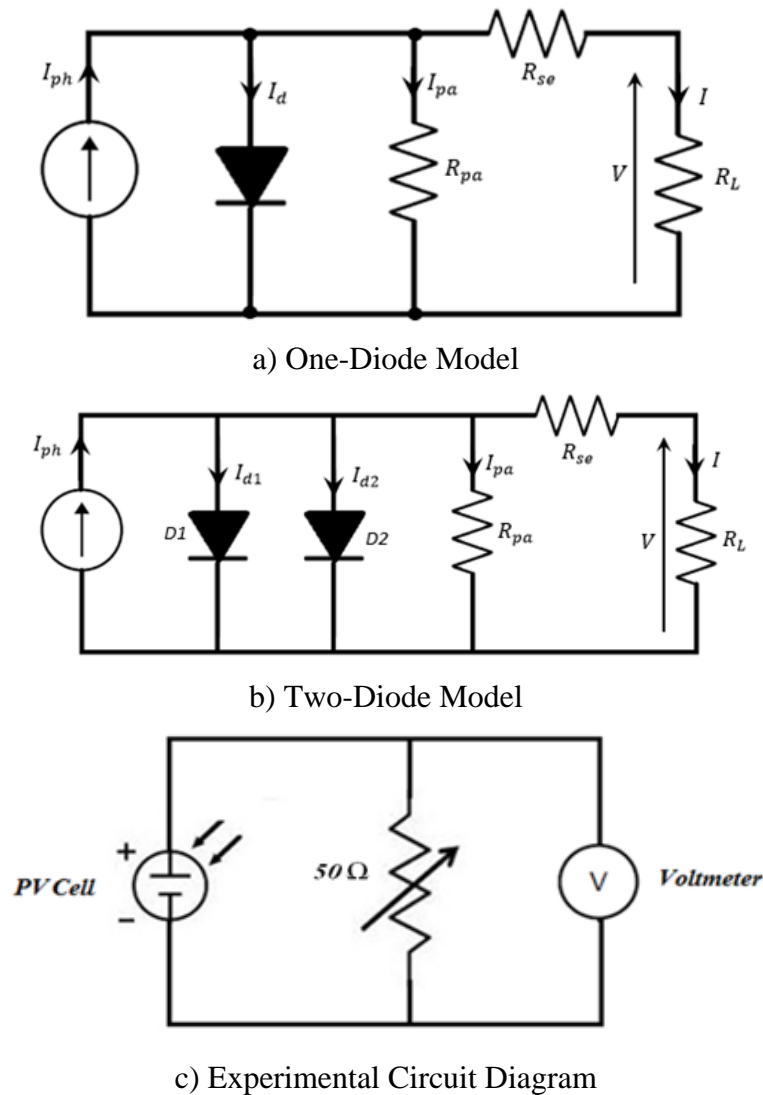 I_ph
I_d
I_pa
R_pa
R_se
V
I
R_L
a) One-Diode Model
I_ph
I_d1
I_d2
D1
D2
I_pa
R_pa
R_se
V
I
R_L
b) Two-Diode Model
PV Cell
+
−
50 Ω
V
Voltmeter
c) Experimental Circuit Diagram